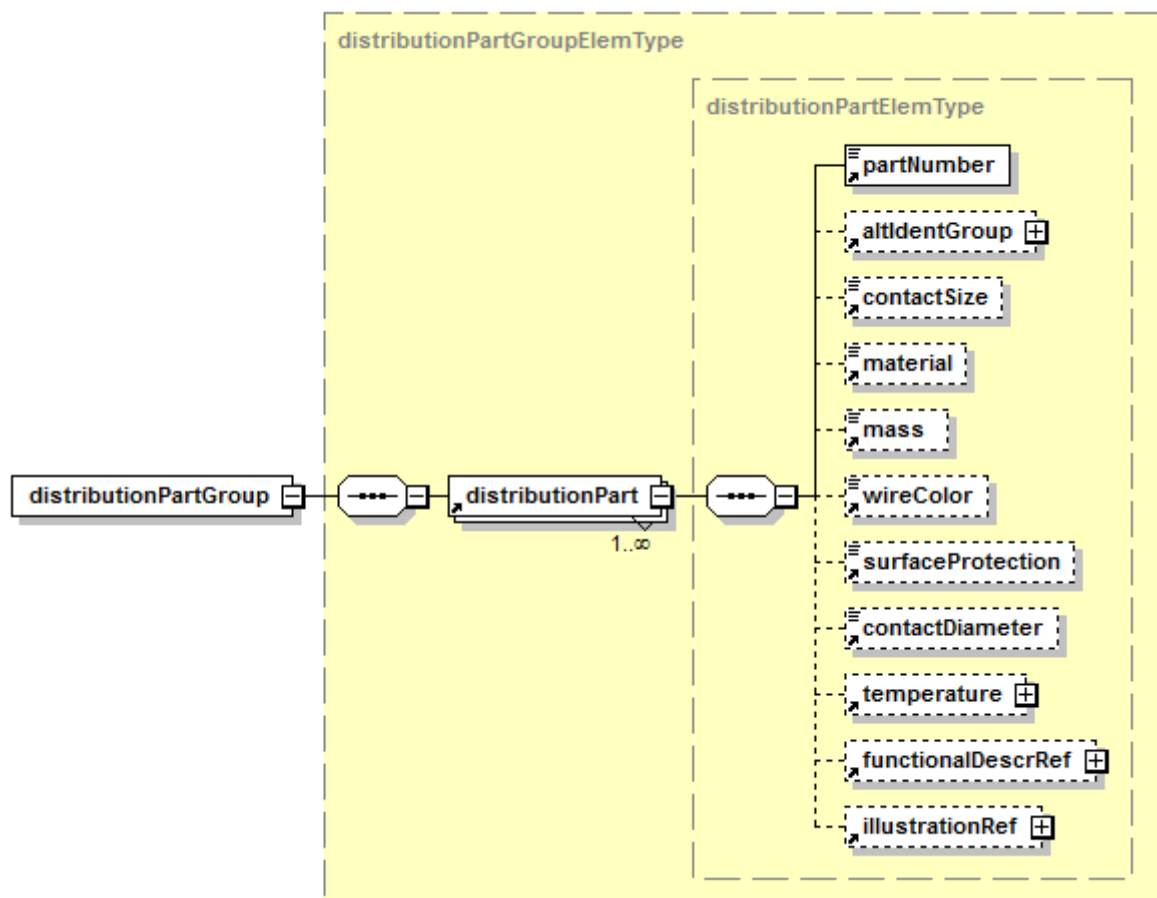 distributionPartGroupElemType
distributionPartElemType
partNumber
altIdentGroup
contactSize
material
mass
distributionPartGroup
distributionPart
1..∞
wireColor
surfaceProtection
contactDiameter
temperature
functionalDescrRef
illustrationRef